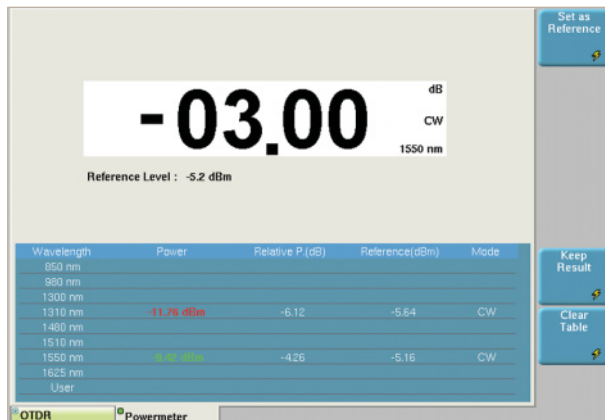 Set as
Reference
-03.00
dB
CW
1550 nm
Reference Level : -5.2 dBm
Wavelength Power Relative P.(dB) Reference(dBm) Mode
850 nm
980 nm
1300 nm
1310 nm -11.76 dBm -6.12 -5.64 CW
1480 nm
1510 nm
1550 nm -9.42 dBm -4.26 -5.16 CW
1625 nm
User
Keep
Result
Clear
Table
OTDR
Powermeter